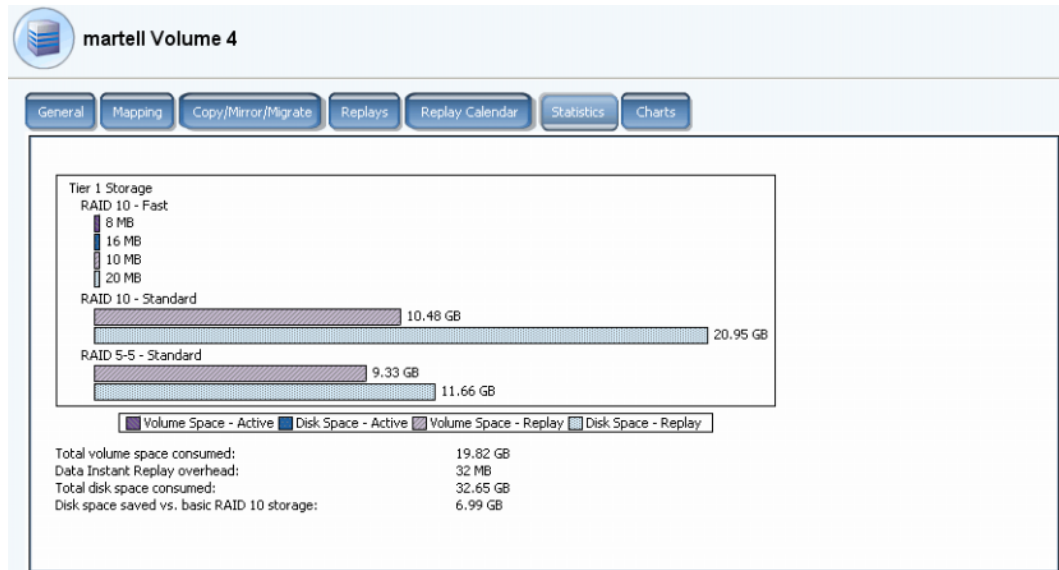 martell Volume 4
General Mapping Copy/Mirror/Migrate Replays Replay Calendar Statistics Charts
Tier 1 Storage
RAID 10 - Fast
8 MB
16 MB
10 MB
20 MB
RAID 10 - Standard
10.48 GB
20.95 GB
RAID 5-5 - Standard
9.33 GB
11.66 GB
Volume Space - Active Disk Space - Active Volume Space - Replay Disk Space - Replay
Total volume space consumed: 19.82 GB
Data Instant Replay overhead: 32 MB
Total disk space consumed: 32.65 GB
Disk space saved vs. basic RAID 10 storage: 6.99 GB